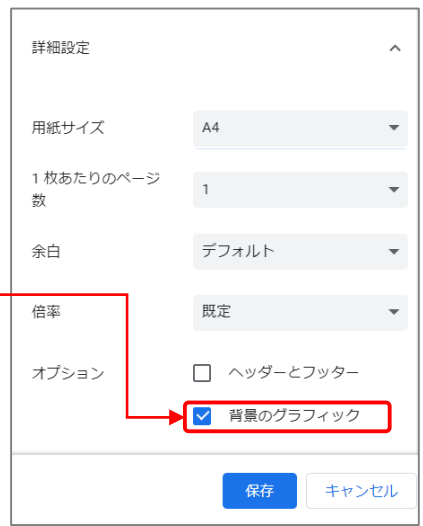 詳細設定
用紙サイズ A4
1 枚あたりのページ
数 1
余白 デフォルト
倍率 既定
オプション ヘッダーとフッター
背景のグラフィック
保存 キャンセル